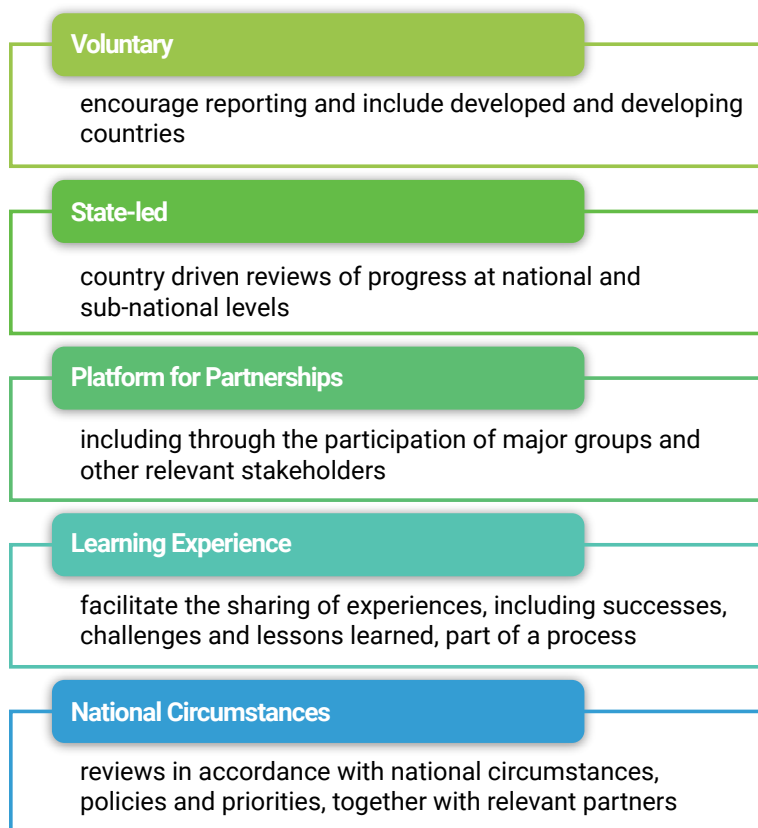 Voluntary
encourage reporting and include developed and developing
countries
State-led
country driven reviews of progress at national and
sub-national levels
Platform for Partnerships
including through the participation of major groups and
other relevant stakeholders
Learning Experience
facilitate the sharing of experiences, including successes,
challenges and lessons learned, part of a process
National Circumstances
reviews in accordance with national circumstances,
policies and priorities, together with relevant partners